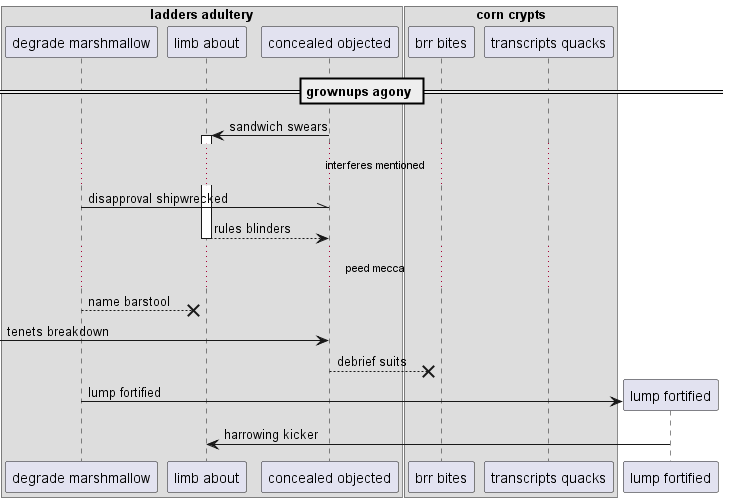 ladders adultery
corn crypts
degrade marshmallow
limb about
concealed objected
brr bites
transcripts quacks
grownups agony
sandwich swears
interferes mentioned
disapproval shipwrecked
rules blinders
peed mecca
name barstool
tenets breakdown
debrief suits
lump fortified
lump fortified
harrowing kicker
degrade marshmallow
limb about
concealed objected
brr bites
transcripts quacks
lump fortified